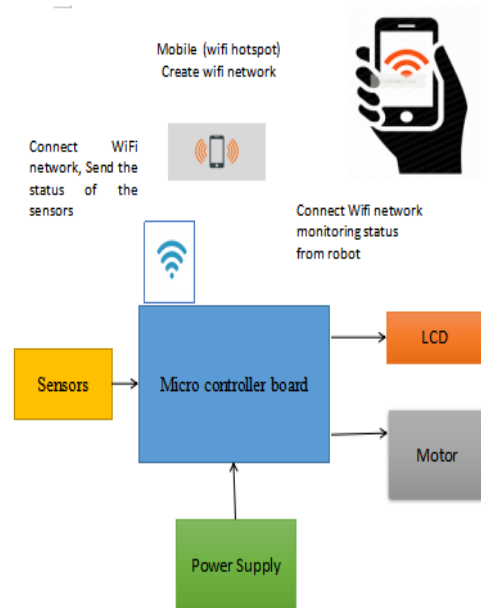 Mobile (wifi hotspot)
Create wifi network
Connect WiFi
network, Send the
status of the
sensors
Connect Wifi network
monitoring status
from robot
LCD
Sensors
Micro controller board
Motor
Power Supply